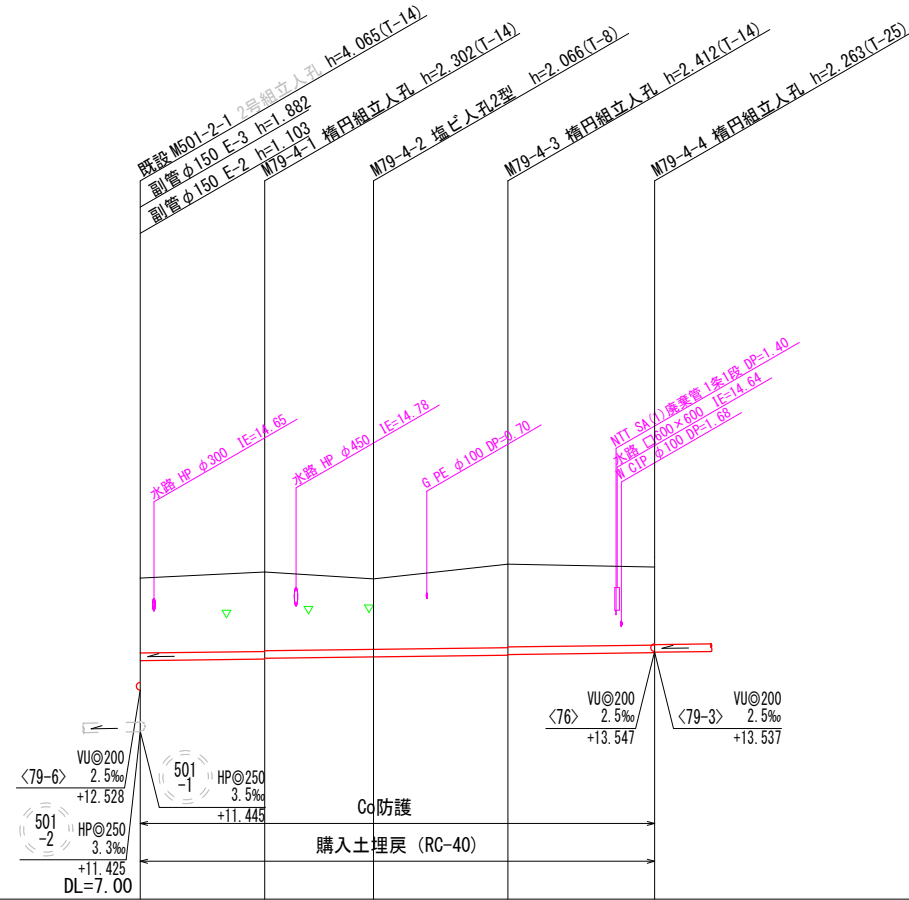 既設 M501-2-1 2号組立人孔 h=4.065(T-14)
副管φ150 E-3 h=1.882
副管φ150 E-2 h=1.103
M79-4-1 楕円組立人孔 h=2.302(T-14)
M79-4-2 塩ビ人孔2型 h=2.066(T-8)
M79-4-3 楕円組立人孔 h=2.412(T-14)
M79-4-4 楕円組立人孔 h=2.263(T-25)
水路 HP φ300 IE=14.65
水路 HP φ450 IE=14.78
G PE φ100 DP=0.70
NTT SA(1)廃棄管 1条1段 DP=1.40
水路 □600×600 IE=14.64
W CIP φ100 DP=1.68
〈76〉 VU◎200
2.5‰
+13.547
〈79-3〉 VU◎200
2.5‰
+13.537
〈79-6〉 VU◎200
2.5‰
+12.528
501
-1
HP◎250
3.5‰
+11.445
501
-2
HP◎250
3.3‰
+11.425
Co防護
購入土埋戻 (RC-40)
DL=7.00